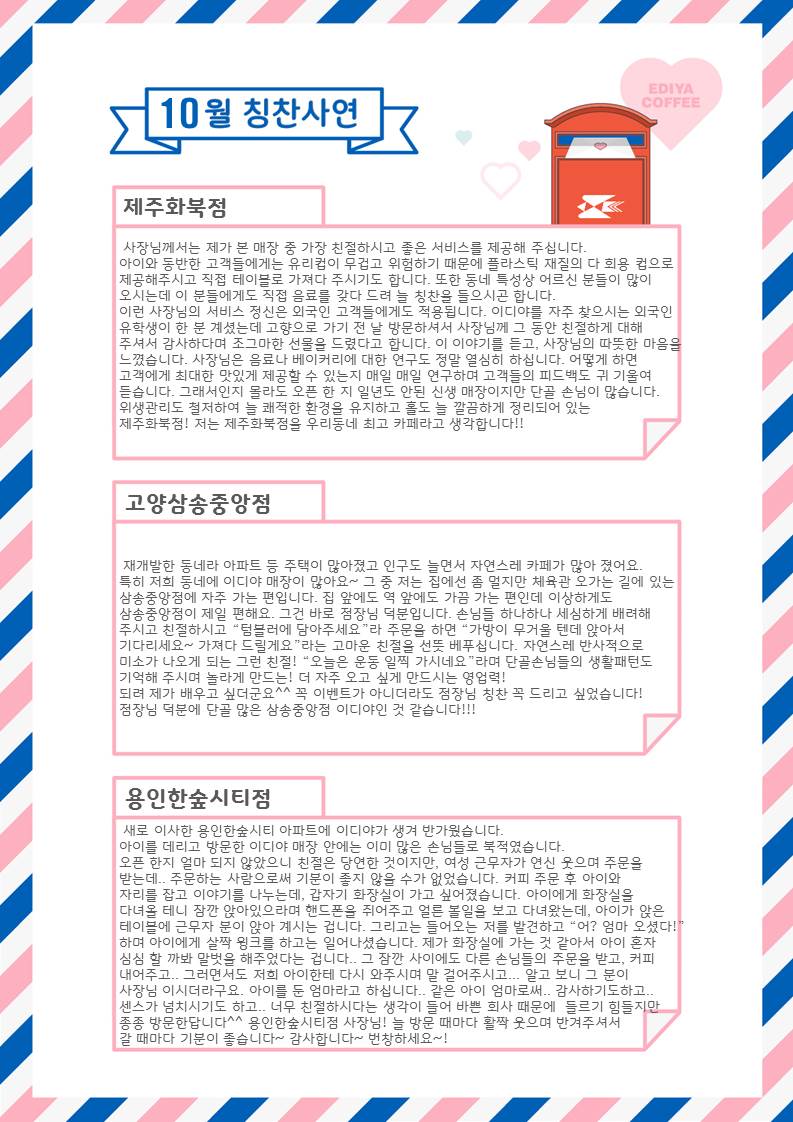 10월 칭찬사연
EDIYA
COFFEE
제주화북점
사장님께서는 제가 본 매장 중 가장 친절하시고 좋은 서비스를 제공해 주십니다.
아이와 동반한 고객들에게는 유리컵이 무겁고 위험하기 때문에 플라스틱 재질의 다 회용 컵으로
제공해주시고 직접 테이블로 가져다 주시기도 합니다. 또한 동네 특성상 어르신 분들이 많이
오시는데 이 분들에게도 직접 음료를 갖다 드려 늘 칭찬을 들으시곤 합니다.
이런 사장님의 서비스 정신은 외국인 고객들에게도 적용됩니다. 이디야를 자주 찾으시는 외국인
유학생이 한 분 계셨는데 고향으로 가기 전 날 방문하셔서 사장님께 그 동안 친절하게 대해
주셔서 감사하다며 조그마한 선물을 드렸다고 합니다. 이 이야기를 듣고, 사장님의 따뜻한 마음을
느꼈습니다. 사장님은 음료나 베이커리에 대한 연구도 정말 열심히 하십니다. 어떻게 하면
고객에게 최대한 맛있게 제공할 수 있는지 매일 매일 연구하며 고객들의 피드백도 귀 기울여
듣습니다. 그래서인지 몰라도 오픈 한 지 일년도 안된 신생 매장이지만 단골 손님이 많습니다.
위생관리도 철저하여 늘 쾌적한 환경을 유지하고 홀도 늘 깔끔하게 정리되어 있는
제주화북점! 저는 제주화북점을 우리동네 최고 카페라고 생각합니다!!
고양삼송중앙점
재개발한 동네라 아파트 등 주택이 많아졌고 인구도 늘면서 자연스레 카페가 많아 졌어요.
특히 저희 동네에 이디야 매장이 많아요~ 그 중 저는 집에선 좀 멀지만 체육관 오가는 길에 있는
삼송중앙점에 자주 가는 편입니다. 집 앞에도 역 앞에도 가끔 가는 편인데 이상하게도
삼송중앙점이 제일 편해요. 그건 바로 점장님 덕분입니다. 손님들 하나하나 세심하게 배려해
주시고 친절하시고 “텀블러에 담아주세요”라 주문을 하면 “가방이 무거울 텐데 앉아서
기다리세요~ 가져다 드릴게요”라는 고마운 친절을 선뜻 베푸십니다. 자연스레 반사적으로
미소가 나오게 되는 그런 친절! “오늘은 운동 일찍 가시네요”라며 단골손님들의 생활패턴도
기억해 주시며 놀라게 만드는! 더 자주 오고 싶게 만드시는 영업력!
되려 제가 배우고 싶더군요^^ 꼭 이벤트가 아니더라도 점장님 칭찬 꼭 드리고 싶었습니다!
점장님 덕분에 단골 많은 삼송중앙점 이디야인 것 같습니다!!!
용인한숲시티점
새로 이사한 용인한숲시티 아파트에 이디야가 생겨 반가웠습니다.
아이를 데리고 방문한 이디야 매장 안에는 이미 많은 손님들로 북적였습니다.
오픈 한지 얼마 되지 않았으니 친절은 당연한 것이지만, 여성 근무자가 연신 웃으며 주문을
받는데.. 주문하는 사람으로써 기분이 좋지 않을 수가 없었습니다. 커피 주문 후 아이와
자리를 잡고 이야기를 나누는데, 갑자기 화장실이 가고 싶어졌습니다. 아이에게 화장실을
다녀올 테니 잠깐 앉아있으라며 핸드폰을 쥐어주고 얼른 볼일을 보고 다녀왔는데, 아이가 앉은
테이블에 근무자 분이 앉아 계시는 겁니다. 그리고는 들어오는 저를 발견하고 “어? 엄마 오셨다!”
하며 아이에게 살짝 윙크를 하고는 일어나셨습니다. 제가 화장실에 가는 것 같아서 아이 혼자
심심 할 까봐 말벗을 해주었다는 겁니다.. 그 잠깐 사이에도 다른 손님들의 주문을 받고, 커피
내어주고.. 그러면서도 저희 아이한테 다시 와주시며 말 걸어주시고... 알고 보니 그 분이
사장님 이시더라구요. 아이를 둔 엄마라고 하십니다.. 같은 아이 엄마로써.. 감사하기도하고..
센스가 넘치시기도 하고.. 너무 친절하시다는 생각이 들어 바쁜 회사 때문에 들르기 힘들지만
종종 방문한답니다^^ 용인한숲시티점 사장님! 늘 방문 때마다 활짝 웃으며 반겨주셔서
갈 때마다 기분이 좋습니다~ 감사합니다~ 번창하세요~!